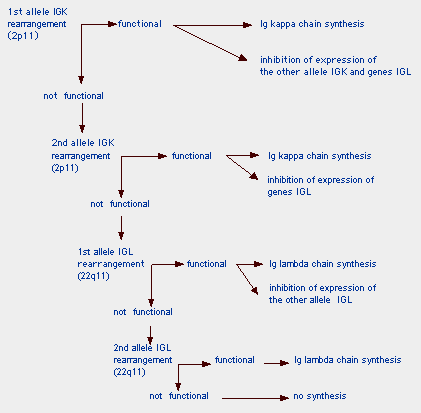 1st allele IGK
rearrangement
(2p11)
functional
Ig kappa chain synthesis
inhibition of expression of
the other allele IGK and genes IGL
not functional
2nd allele IGK
rearrangement
(2p11)
functional
Ig kappa chain synthesis
inhibition of expression of
genes IGL
not functional
1st allele IGL
rearrangement
(22q11)
functional
Ig lambda chain synthesis
inhibition of expression of
the other allele IGL
not functional
2nd allele IGL
rearrangement
(22q11)
functional
Ig lambda chain synthesis
not functional
no synthesis